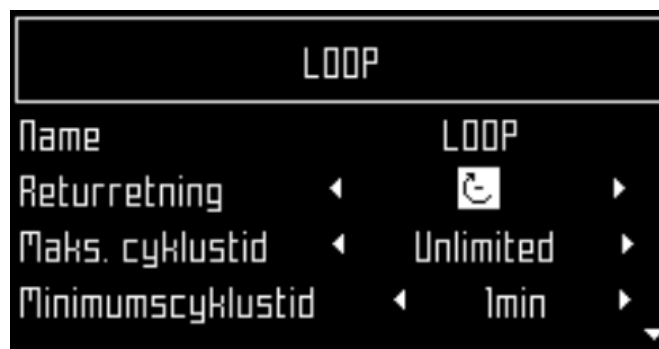 LOOP
Name LOOP
Returretning
Maks. cyklustid Unlimited
Minimumscyklustid 1min